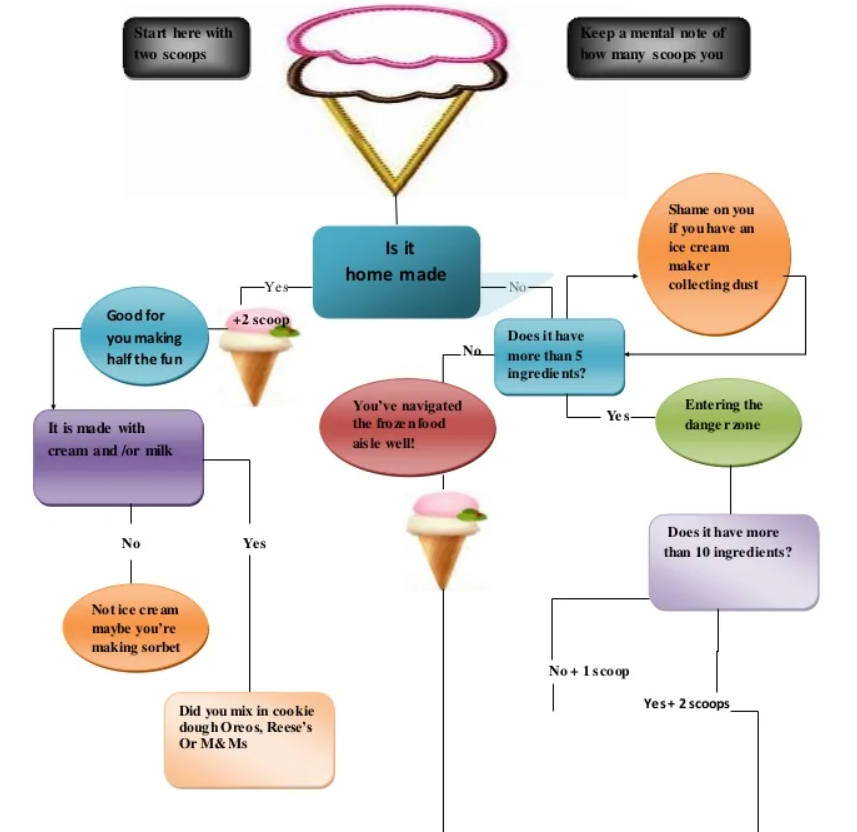 Start here with
two scoops
Keep a mental note of
how many scoops you
Is it
home made
Yes
No
Shame on you
if you have an
ice cream
maker
collecting dust
Good for
you making
half the fun
+2 scoop
Does it have
more than 5
ingredients?
No
Yes
You've navigated
the frozen food
aisle well!
Entering the
danger zone
It is made with
cream and /or milk
Does it have more
than 10 ingredients?
No
Yes
Not ice cream
maybe you're
making sorbet
No + 1 scoop
Yes+ 2 scoops
Did you mix in cookie
dough Oreos, Reese's
Or M&Ms